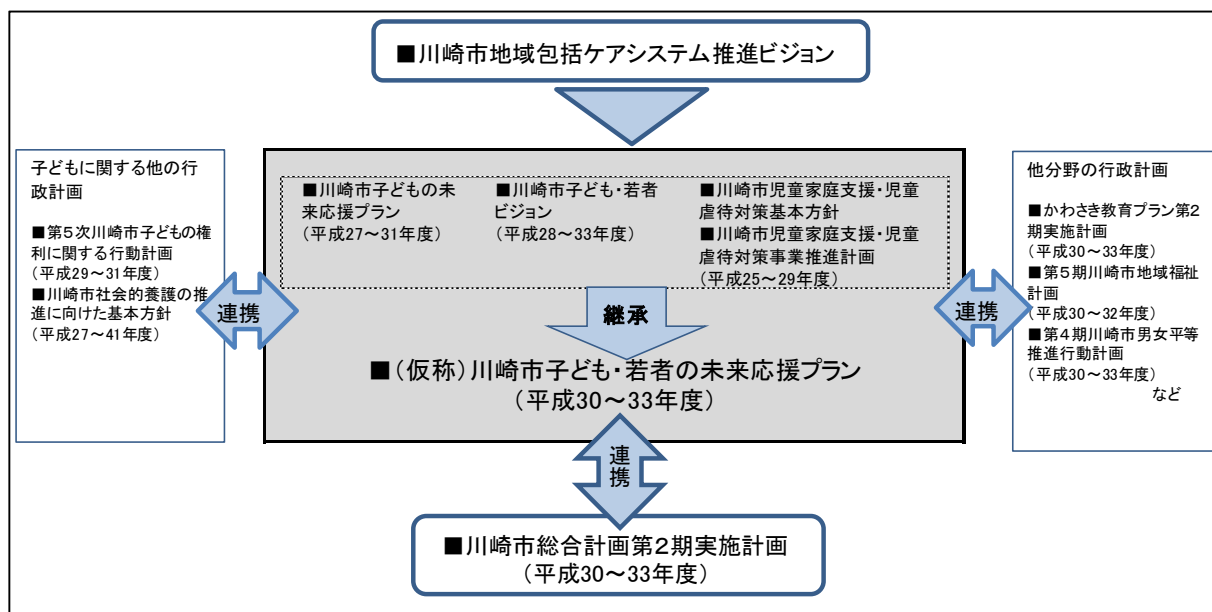 ■川崎市地域包括ケアシステム推進ビジョン
子どもに関する他の行
政計画
■第5次川崎市子どもの権
利に関する行動計画
(平成29~31年度)
■川崎市社会的養護の推
進に向けた基本方針
(平成27~41年度)
連携
■川崎市子どもの未
来応援プラン
(平成27~31年度)
■川崎市子ども・若者
ビジョン
(平成28~33年度)
■川崎市児童家庭支援・児童
虐待対策基本方針
■川崎市児童家庭支援・児童
虐待対策事業推進計画
(平成25~29年度)
継承
■(仮称)川崎市子ども・若者の未来応援プラン
(平成30~33年度)
連携
他分野の行政計画
■かわさき教育プラン第2
期実施計画
(平成30~33年度)
■第5期川崎市地域福祉
計画
(平成30~32年度)
■第4期川崎市男女平等
推進行動計画
(平成30~33年度)
など
連
携
■川崎市総合計画第2期実施計画
(平成30~33年度)